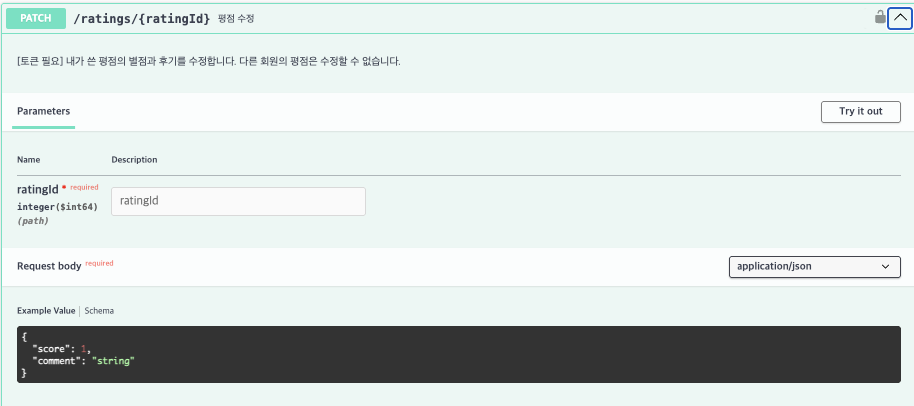 PATCH /ratings/{ratingId} 평점 수정
[토큰 필요] 내가 쓴 평점의 별점과 후기를 수정합니다. 다른 회원의 평점은 수정할 수 없습니다.
Parameters Try it out
Name Description
ratingId * required
integer($int64)
(path)
ratingId
Request body required application/json
Example Value Schema
{
"score": 1,
"comment": "string"
}